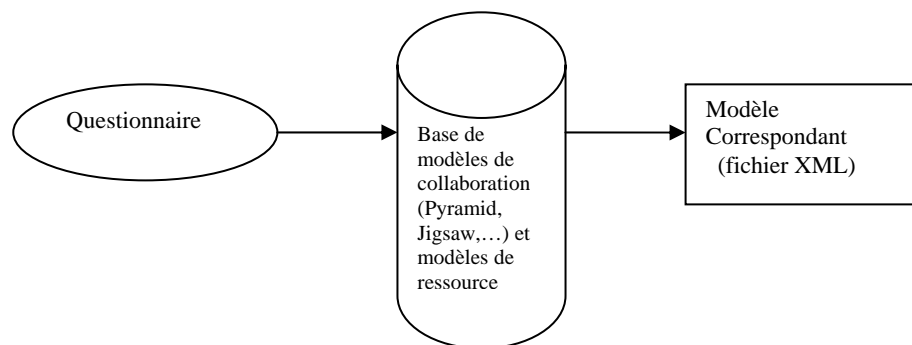 Questionnaire
Base de
modèles de
collaboration
(Pyramid,
Jigsaw,…) et
modèles de
ressource
Modèle
Correspondant
(fichier XML)